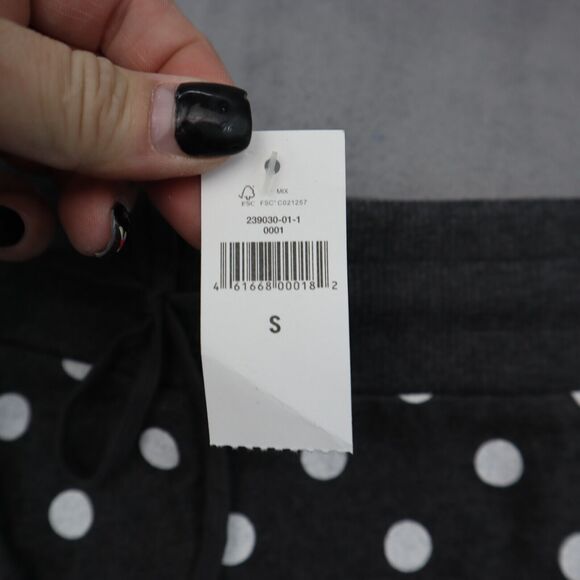 MIX
FSC FSC® C021257
239030-01-1
0001
4 61668 00018 2
S